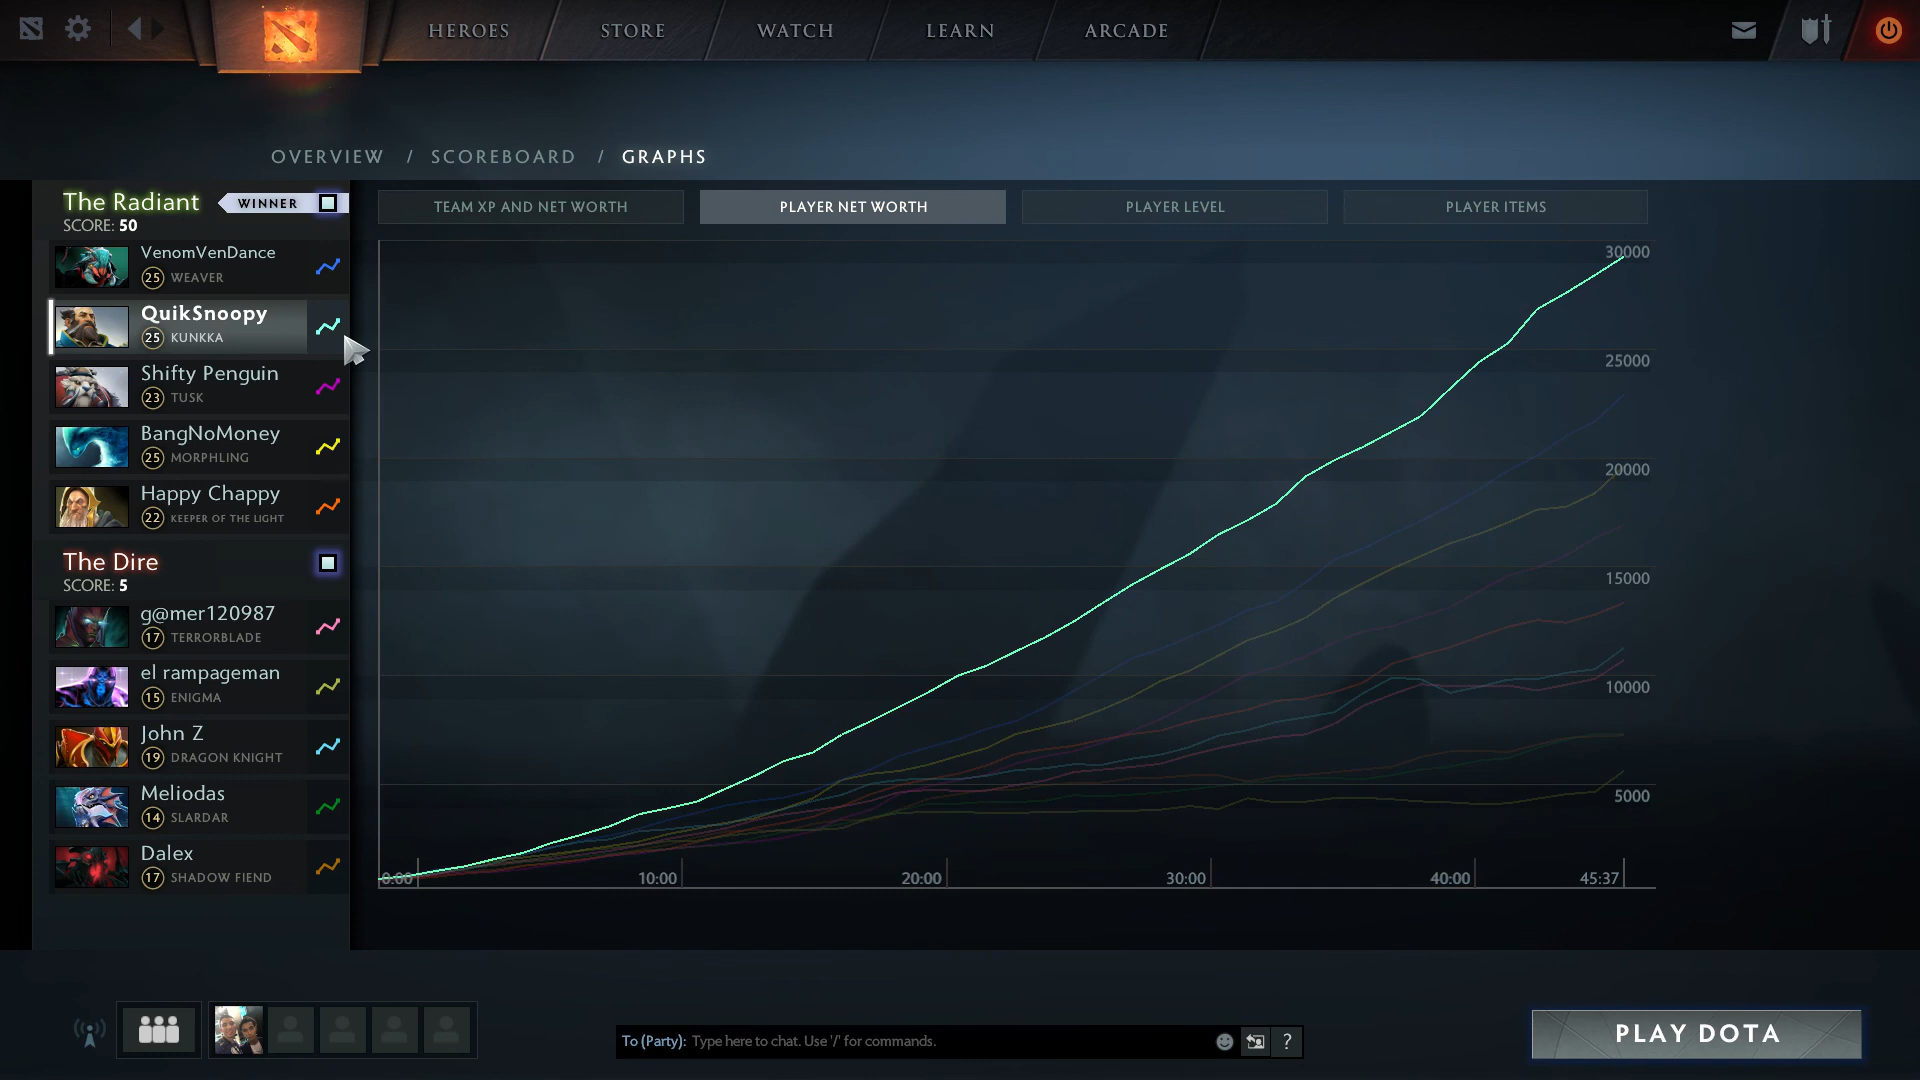 HEROES
STORE
WATCH
LEARN
ARCADE
OVERVIEW / SCOREBOARD / GRAPHS
The Radiant
WINNER
SCORE: 50
VenomVenDance
25 WEAVER
QuikSnoopy
25 KUNKKA
Shifty Penguin
23 TUSK
BangNoMoney
25 MORPHLING
Happy Chappy
22 KEEPER OF THE LIGHT
The Dire
SCORE: 5
g@mer120987
17 TERRORBLADE
el rampageman
15 ENIGMA
John Z
19 DRAGON KNIGHT
Meliodas
14 SLARDAR
Dalex
17 SHADOW FIEND
TEAM XP AND NET WORTH
PLAYER NET WORTH
PLAYER LEVEL
PLAYER ITEMS
30000
25000
20000
15000
10000
5000
0:00
10:00
20:00
30:00
40:00
45:37
To (Party): Type here to chat. Use '/' for commands.
?
PLAY DOTA